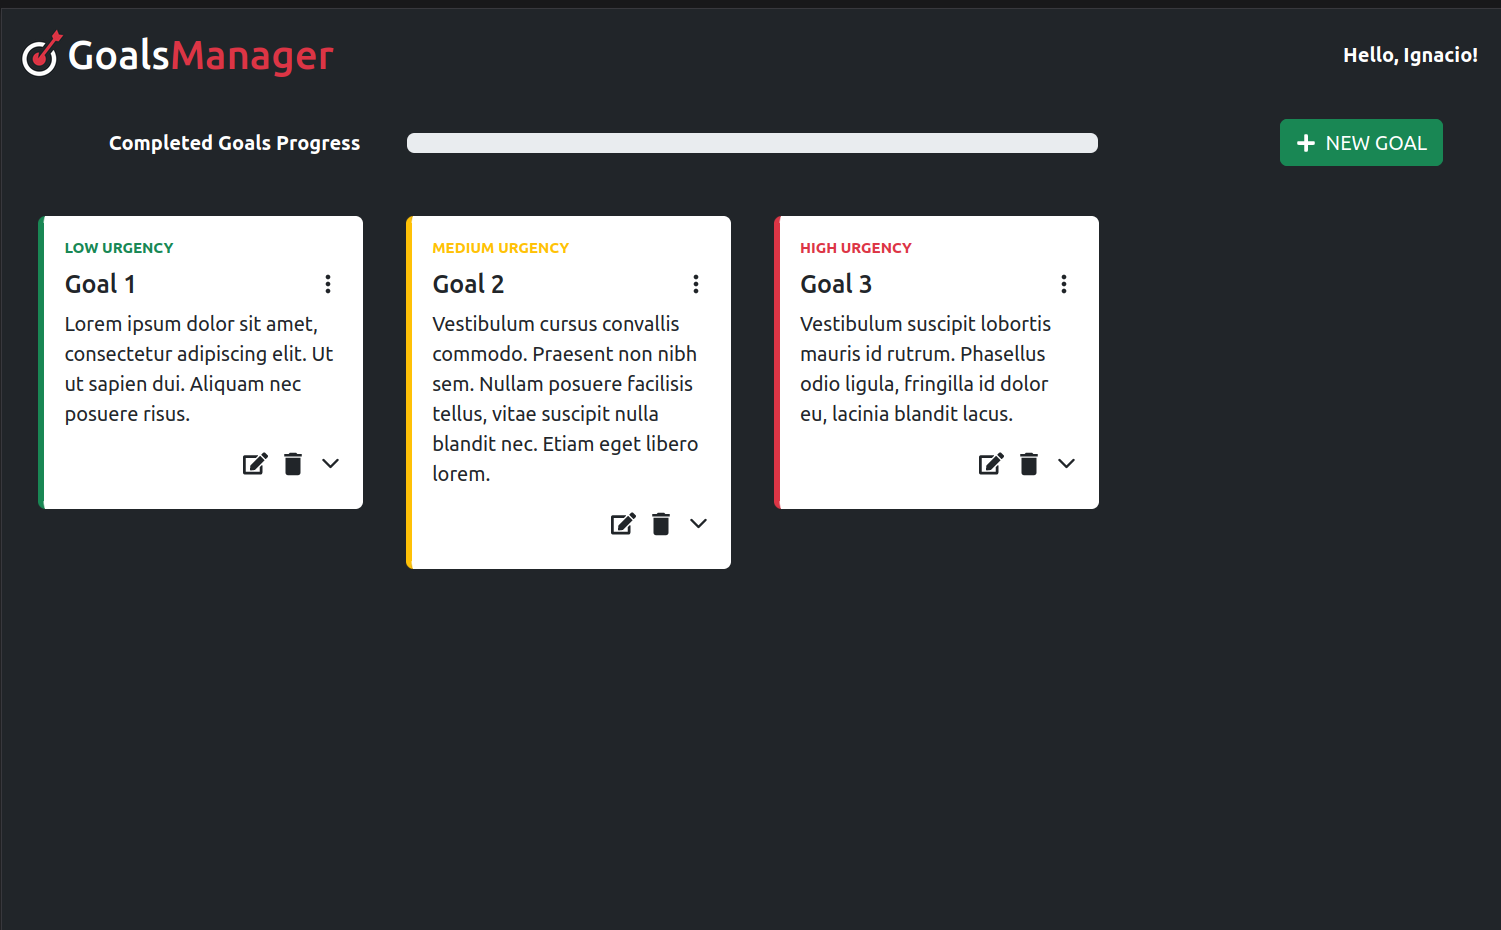 GoalsManager
Hello, Ignacio!
Completed Goals Progress
NEW GOAL
LOW URGENCY
Goal 1
Lorem ipsum dolor sit amet,
consectetur adipiscing elit. Ut
ut sapien dui. Aliquam nec
posuere risus.
MEDIUM URGENCY
Goal 2
Vestibulum cursus convallis
commodo. Praesent non nibh
sem. Nullam posuere facilisis
tellus, vitae suscipit nulla
blandit nec. Etiam eget libero
lorem.
HIGH URGENCY
Goal 3
Vestibulum suscipit lobortis
mauris id rutrum. Phasellus
odio ligula, fringilla id dolor
eu, lacinia blandit lacus.